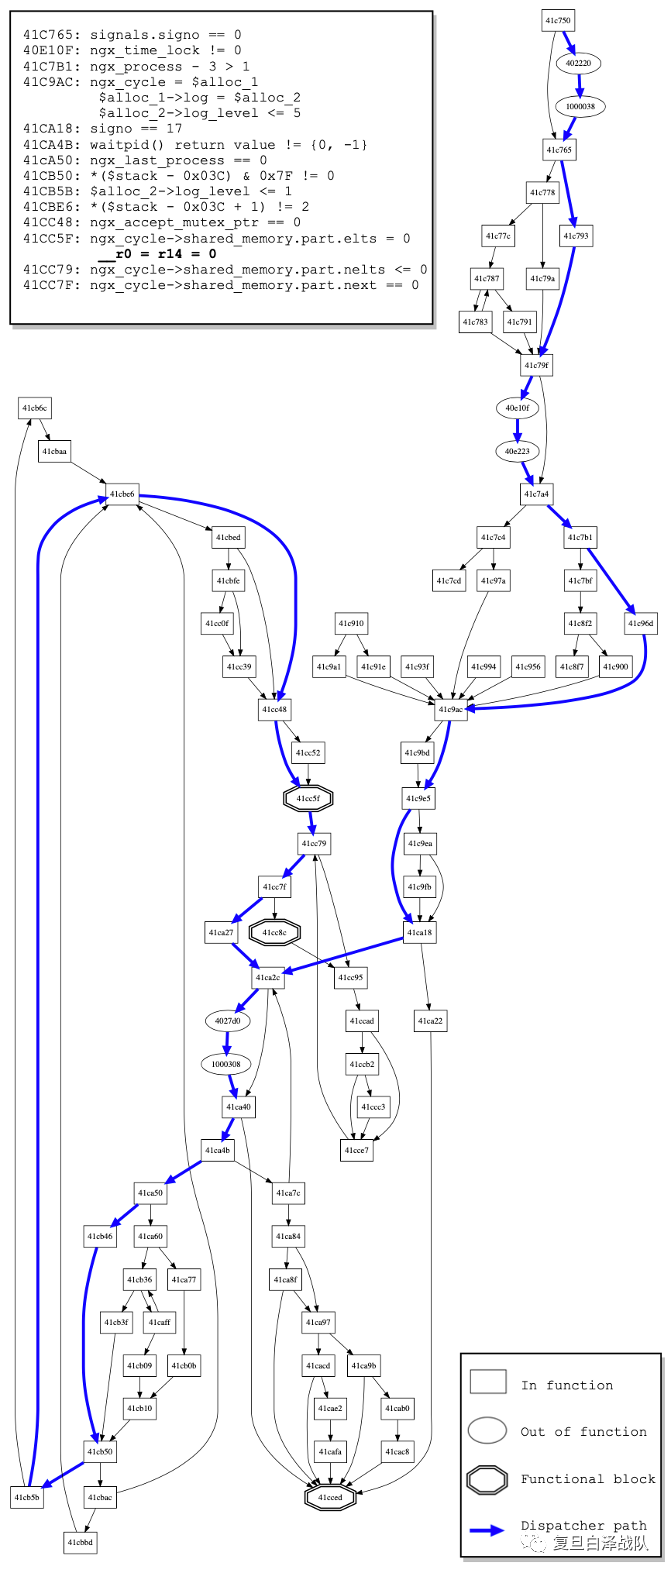 41C765: signals.signo == 0
40E10F: ngx_time_lock != 0
41C7B1: ngx_process - 3 > 1
41C9AC: ngx_cycle = $alloc_1
$alloc_1->log = $alloc_2
$alloc_2->log_level <= 5
41CA18: signo == 17
41CA4B: waitpid() return value != {0, -1}
41cA50: ngx_last_process == 0
41CB50: *($stack - 0x03C) & 0x7F != 0
41CB5B: $alloc_2->log_level <= 1
41CBE6: *($stack - 0x03C + 1) != 2
41CC48: ngx_accept_mutex_ptr == 0
41CC5F: ngx_cycle->shared_memory.part.elts = 0
__r0 = r14 = 0
41CC79: ngx_cycle->shared_memory.part.nelts <= 0
41CC7F: ngx_cycle->shared_memory.part.next == 0
41c750
402220
1000038
41c765
41c778
41c77c
41c793
41c787
41c79a
41c783
41c791
41c79f
40e10f
40e223
41c7a4
41c7c4
41c7b1
41c7cd
41c97a
41c7bf
41c910
41c8f2
41c96d
41c9a1
41c91e
41c93f
41c994
41c956
41c8f7
41c900
41c9ac
41c9bd
41c9e5
41c9ea
41c9fb
41ca18
41ca22
41cb6c
41cbaa
41cbe6
41cbed
41cbfc
41cc0f
41cc39
41cc48
41cc52
41cc5f
41cc79
41cc7f
41ca27
41cc8c
41ca2c
41cc95
4027d0
41ccad
1000308
41ccb2
41ca40
41ccc3
41ca4b
41cce7
41ca50
41ca7c
41cb46
41ca60
41ca84
41cb36
41ca77
41ca8f
41cb3f
41caff
41ca97
41cb09
41cb0b
41cacd
41ca9b
41cb10
41cae2
41cab0
41cb50
41cafa
41cac8
41cb5b
41cbac
41cced
41cbbd
In function
Out of function
Functional block
Dispatcher path
复旦白泽战队